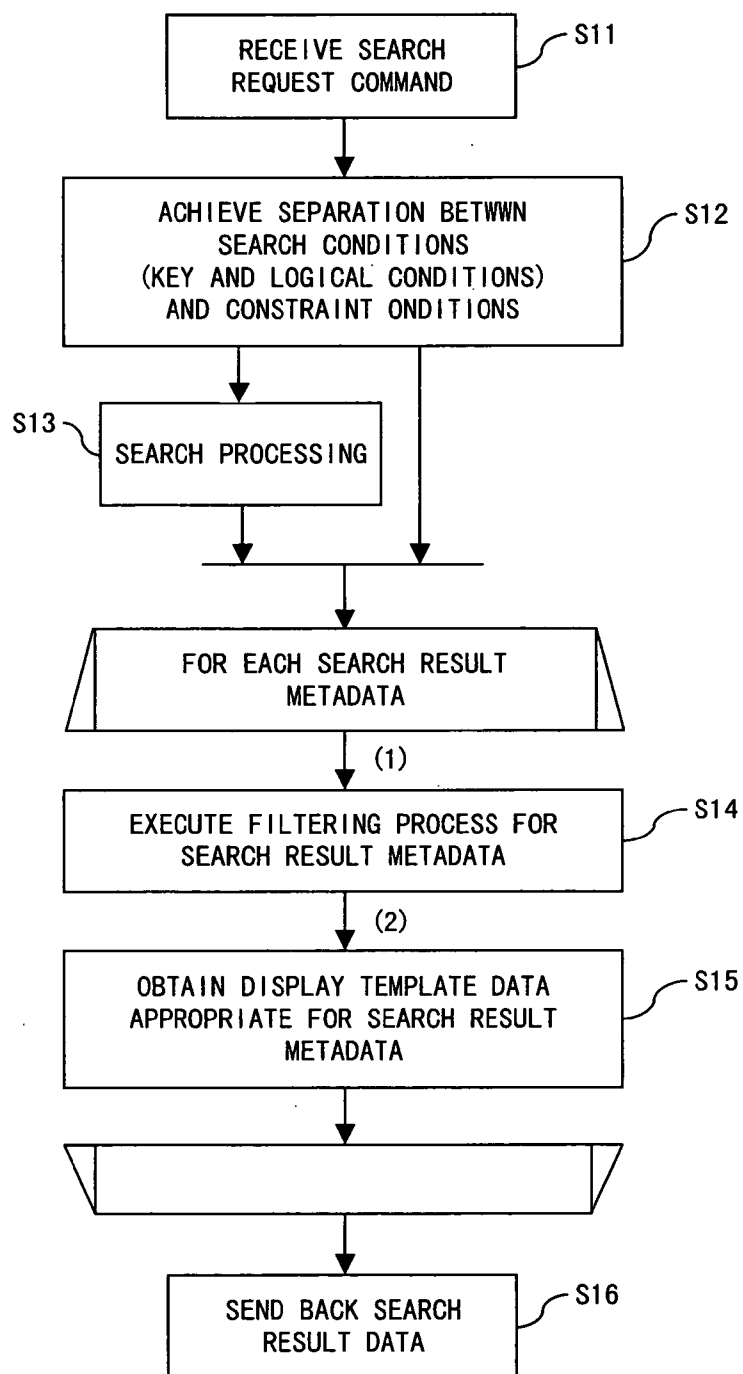 RECEIVE SEARCH
REQUEST COMMAND
S11
ACHIEVE SEPARATION BETWWN
SEARCH CONDITIONS
(KEY AND LOGICAL CONDITIONS)
AND CONSTRAINT ONDITIONS
S12
S13
SEARCH PROCESSING
FOR EACH SEARCH RESULT
METADATA
(1)
EXECUTE FILTERING PROCESS FOR
SEARCH RESULT METADATA
S14
(2)
OBTAIN DISPLAY TEMPLATE DATA
APPROPRIATE FOR SEARCH RESULT
METADATA
S15
SEND BACK SEARCH
RESULT DATA
S16